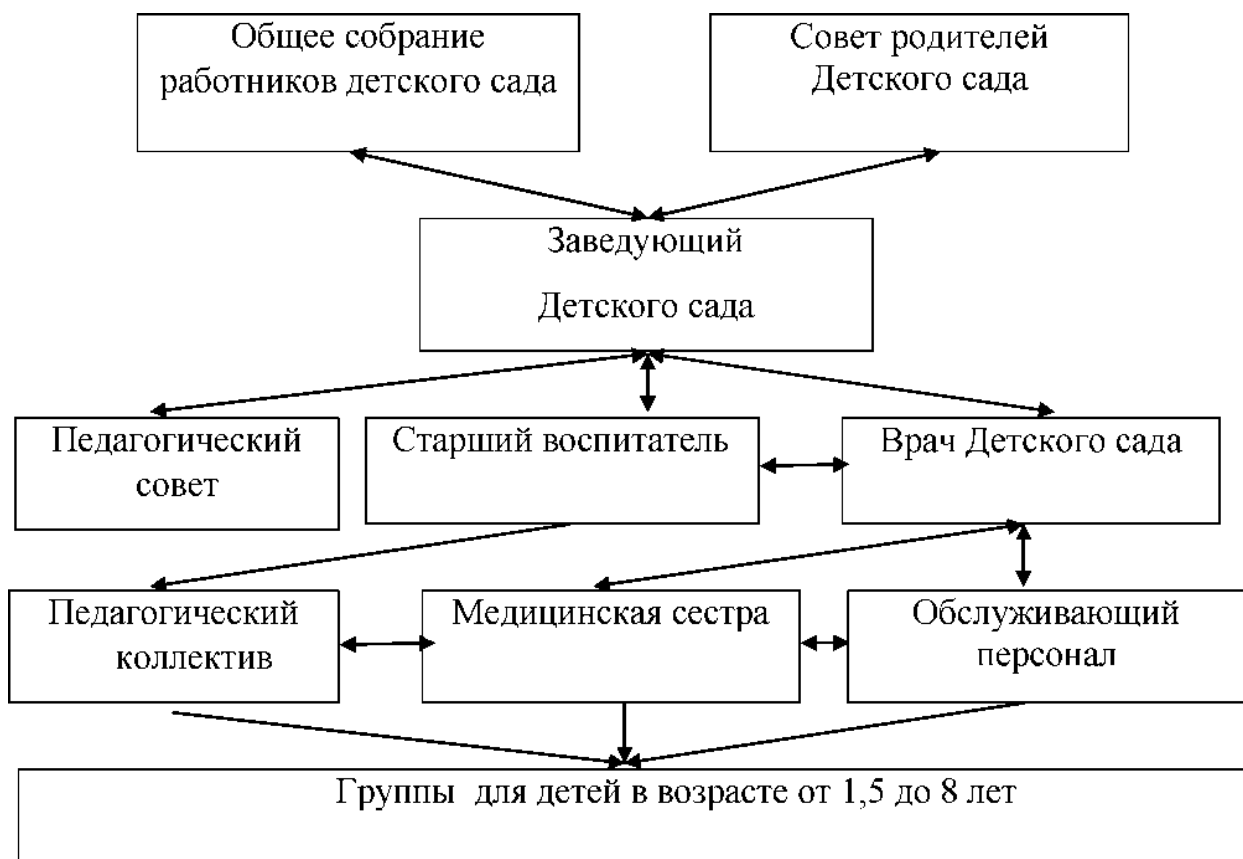 Общее собрание
работников детского сада
Совет родителей
Детского сада
Заведующий
Детского сада
Педагогический
совет
Старший воспитатель
Врач Детского сада
Педагогический
коллектив
Медицинская сестра
Обслуживающий
персонал
Группы для детей в возрасте от 1,5 до 8 лет